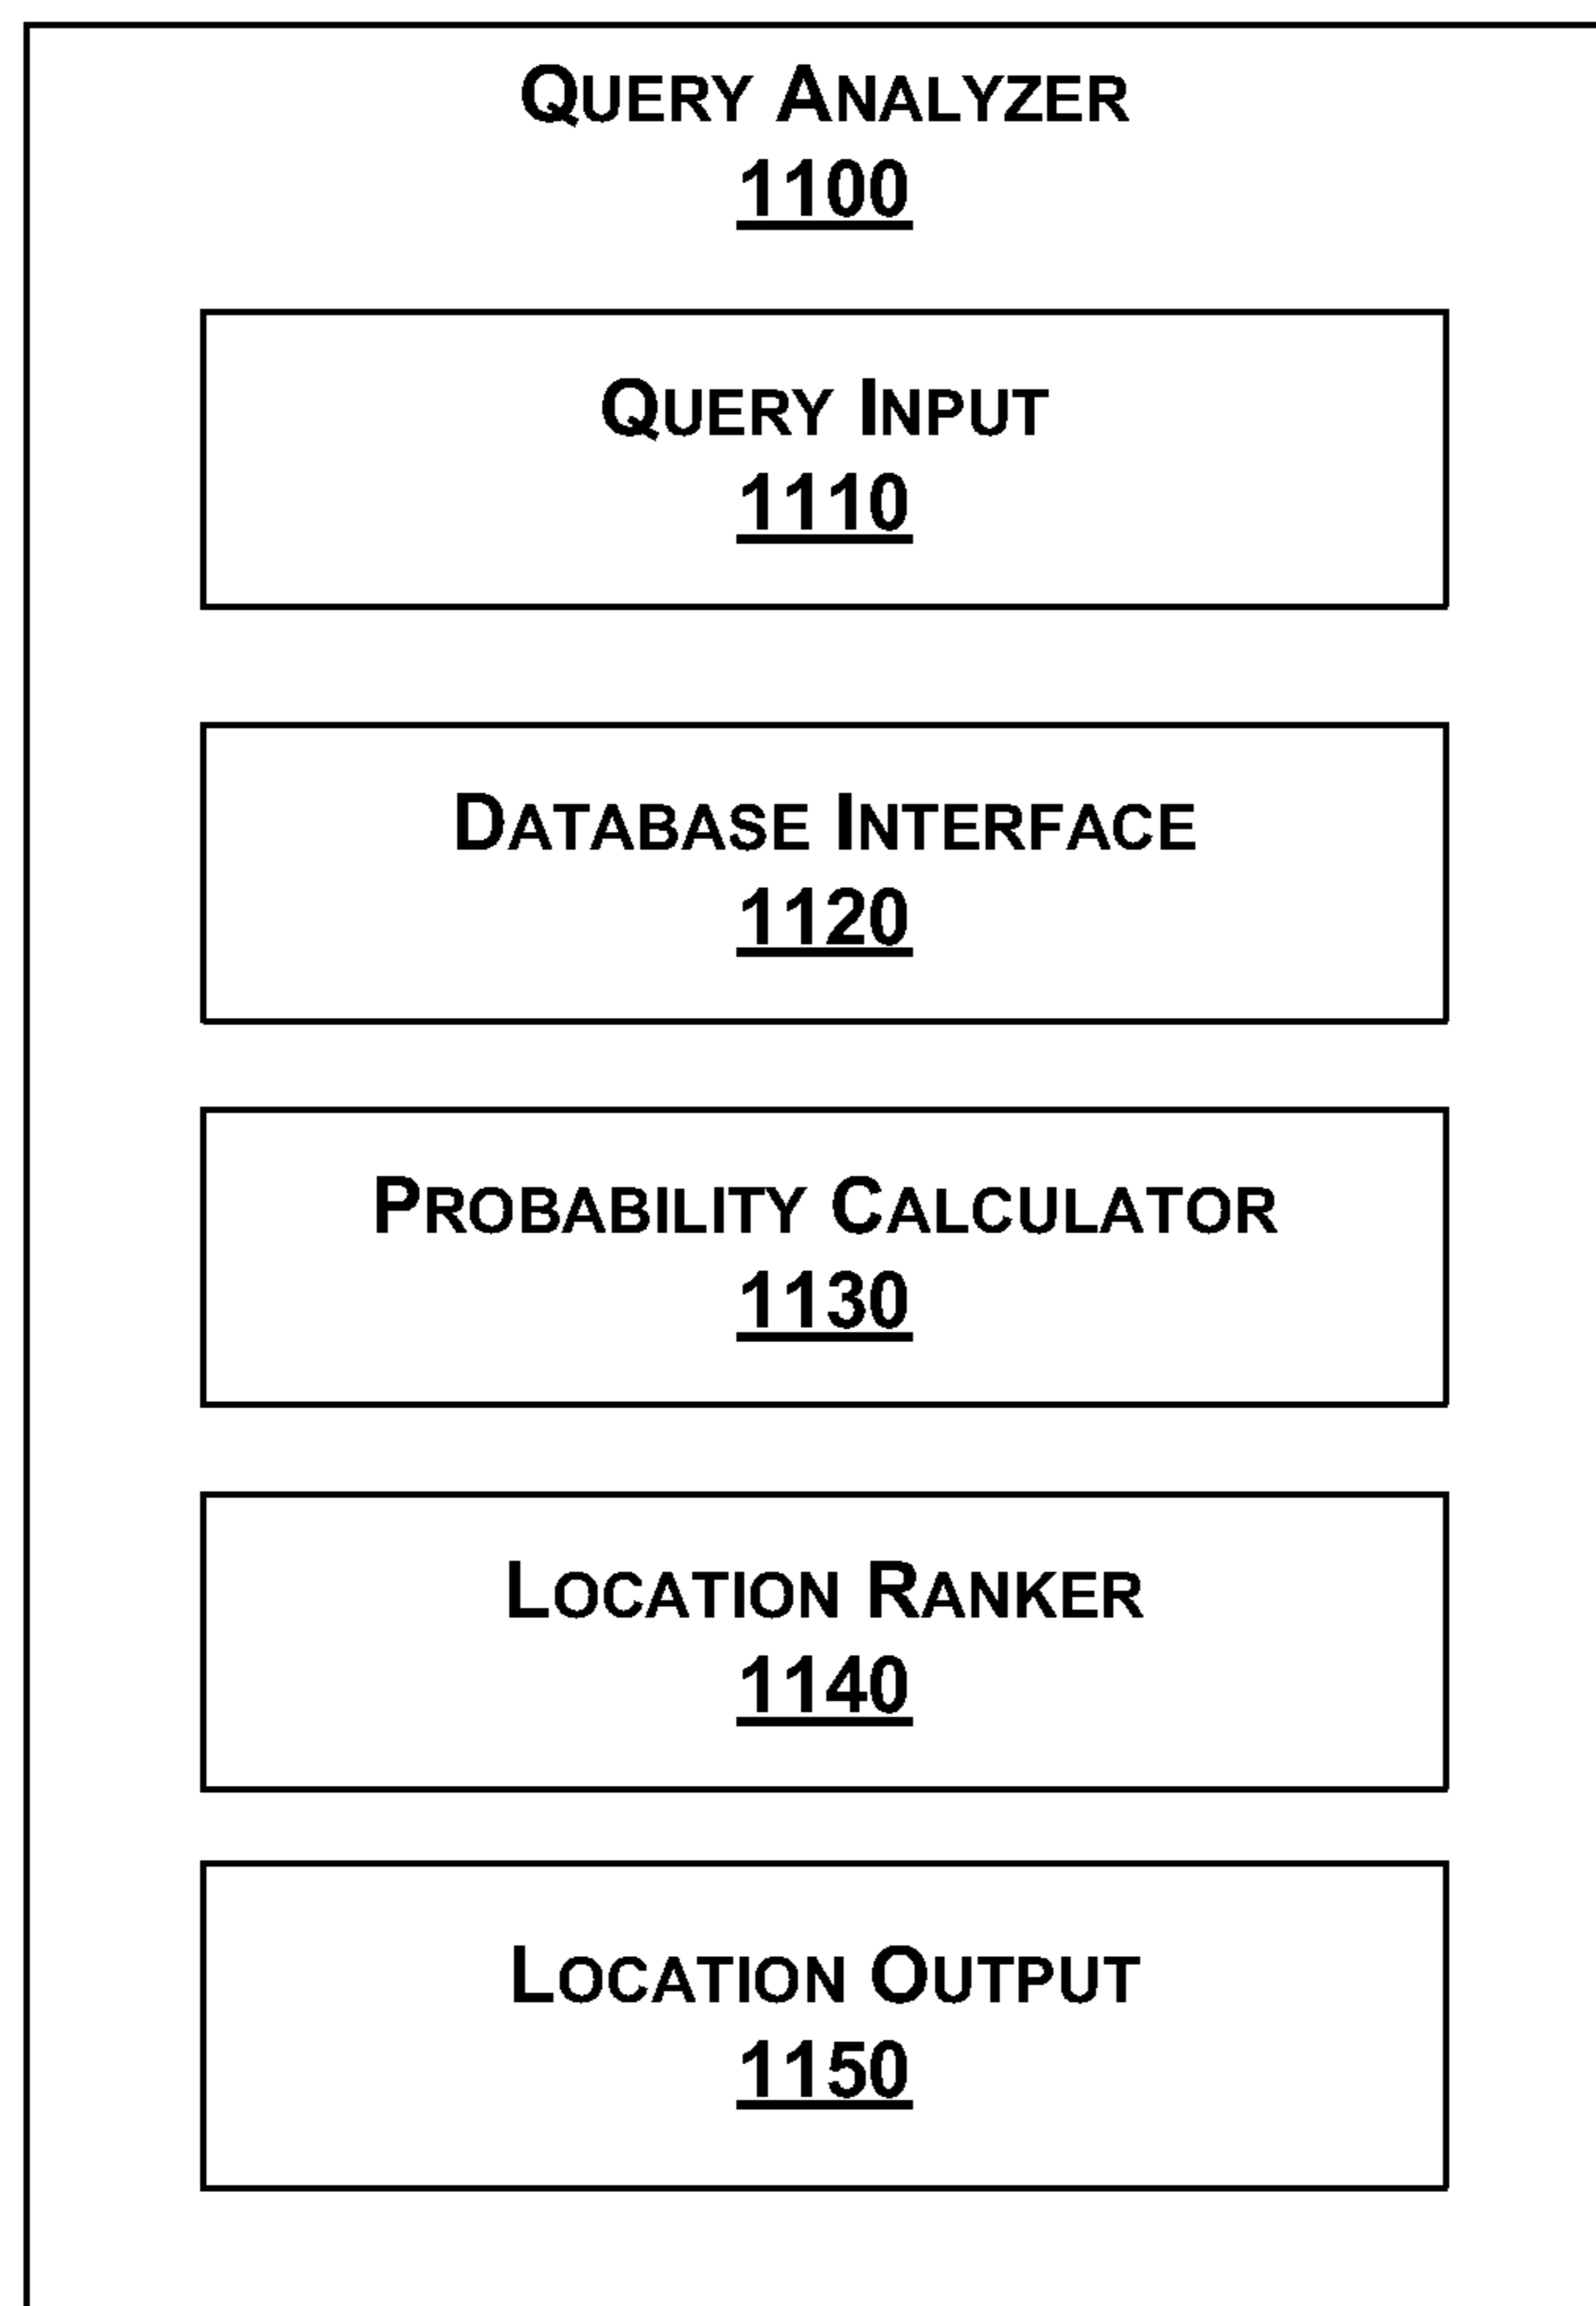 QUERY ANALYZER
1100
QUERY INPUT
1110
DATABASE INTERFACE
1120
PROBABILITY CALCULATOR
1130
LOCATION RANKER
1140
LOCATION OUTPUT
1150